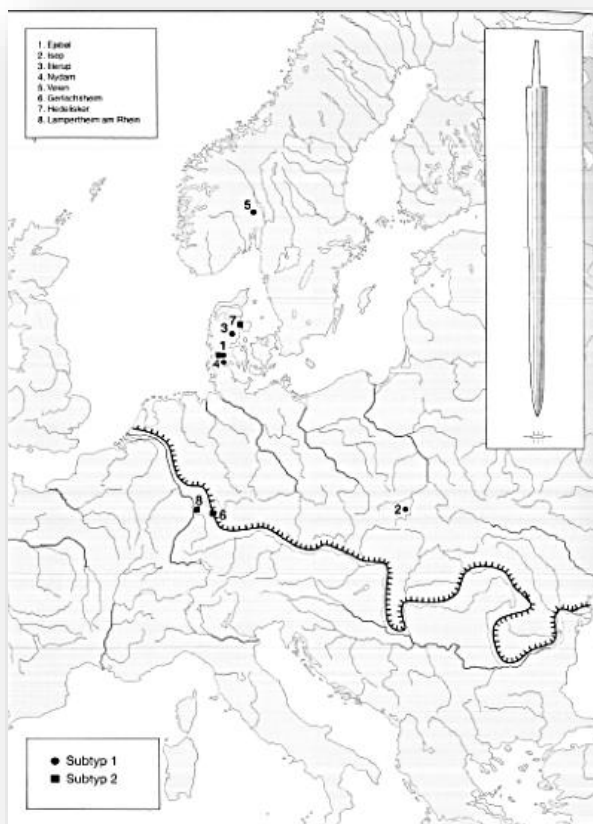 1. Ejsbøl
2. Isep
3. Illerup
4. Nydam
5. Veien
6. Gerlachsheim
7. Hedelisker
8. Lampertheim am Rhein
5
7
3
1
4
8
6
2
Subtyp 1
Subtyp 2